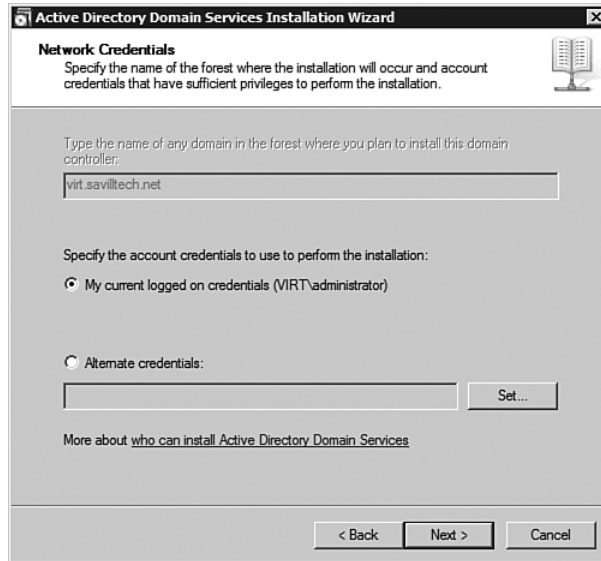 Active Directory Domain Services Installation Wizard
Network Credentials
Specify the name of the forest where the installation will occur and account
credentials that have sufficient privileges to perform the installation.
Type the name of any domain in the forest where you plan to install this domain
controller:
virt.savilltech.net
Specify the account credentials to use to perform the installation:
My current logged on credentials (VIRT\administrator)
Alternate credentials:
Set...
More about who can install Active Directory Domain Services
< Back Next > Cancel